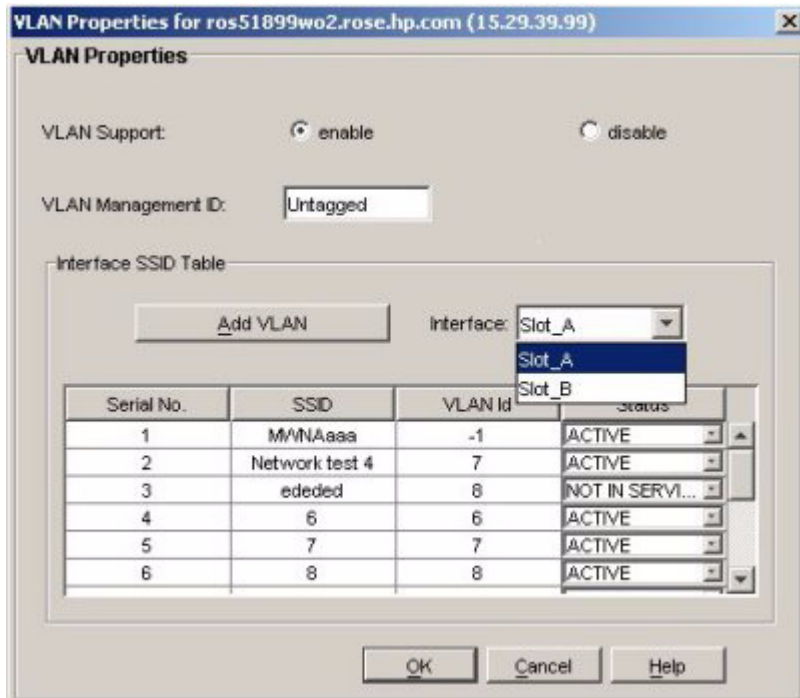 VLAN Properties for ros51899wo2.rose.hp.com (15.29.39.99)
VLAN Properties
VLAN Support: enable disable
VLAN Management ID: Untagged
Interface SSID Table
Add VLAN Interface: Slot_A
Slot_A
Slot_B
Serial No. SSID VLAN Id Status
1 MWNAaaa -1 ACTIVE
2 Network test 4 7 ACTIVE
3 ededed 8 NOT IN SERVI...
4 6 6 ACTIVE
5 7 7 ACTIVE
6 8 8 ACTIVE
OK Cancel Help